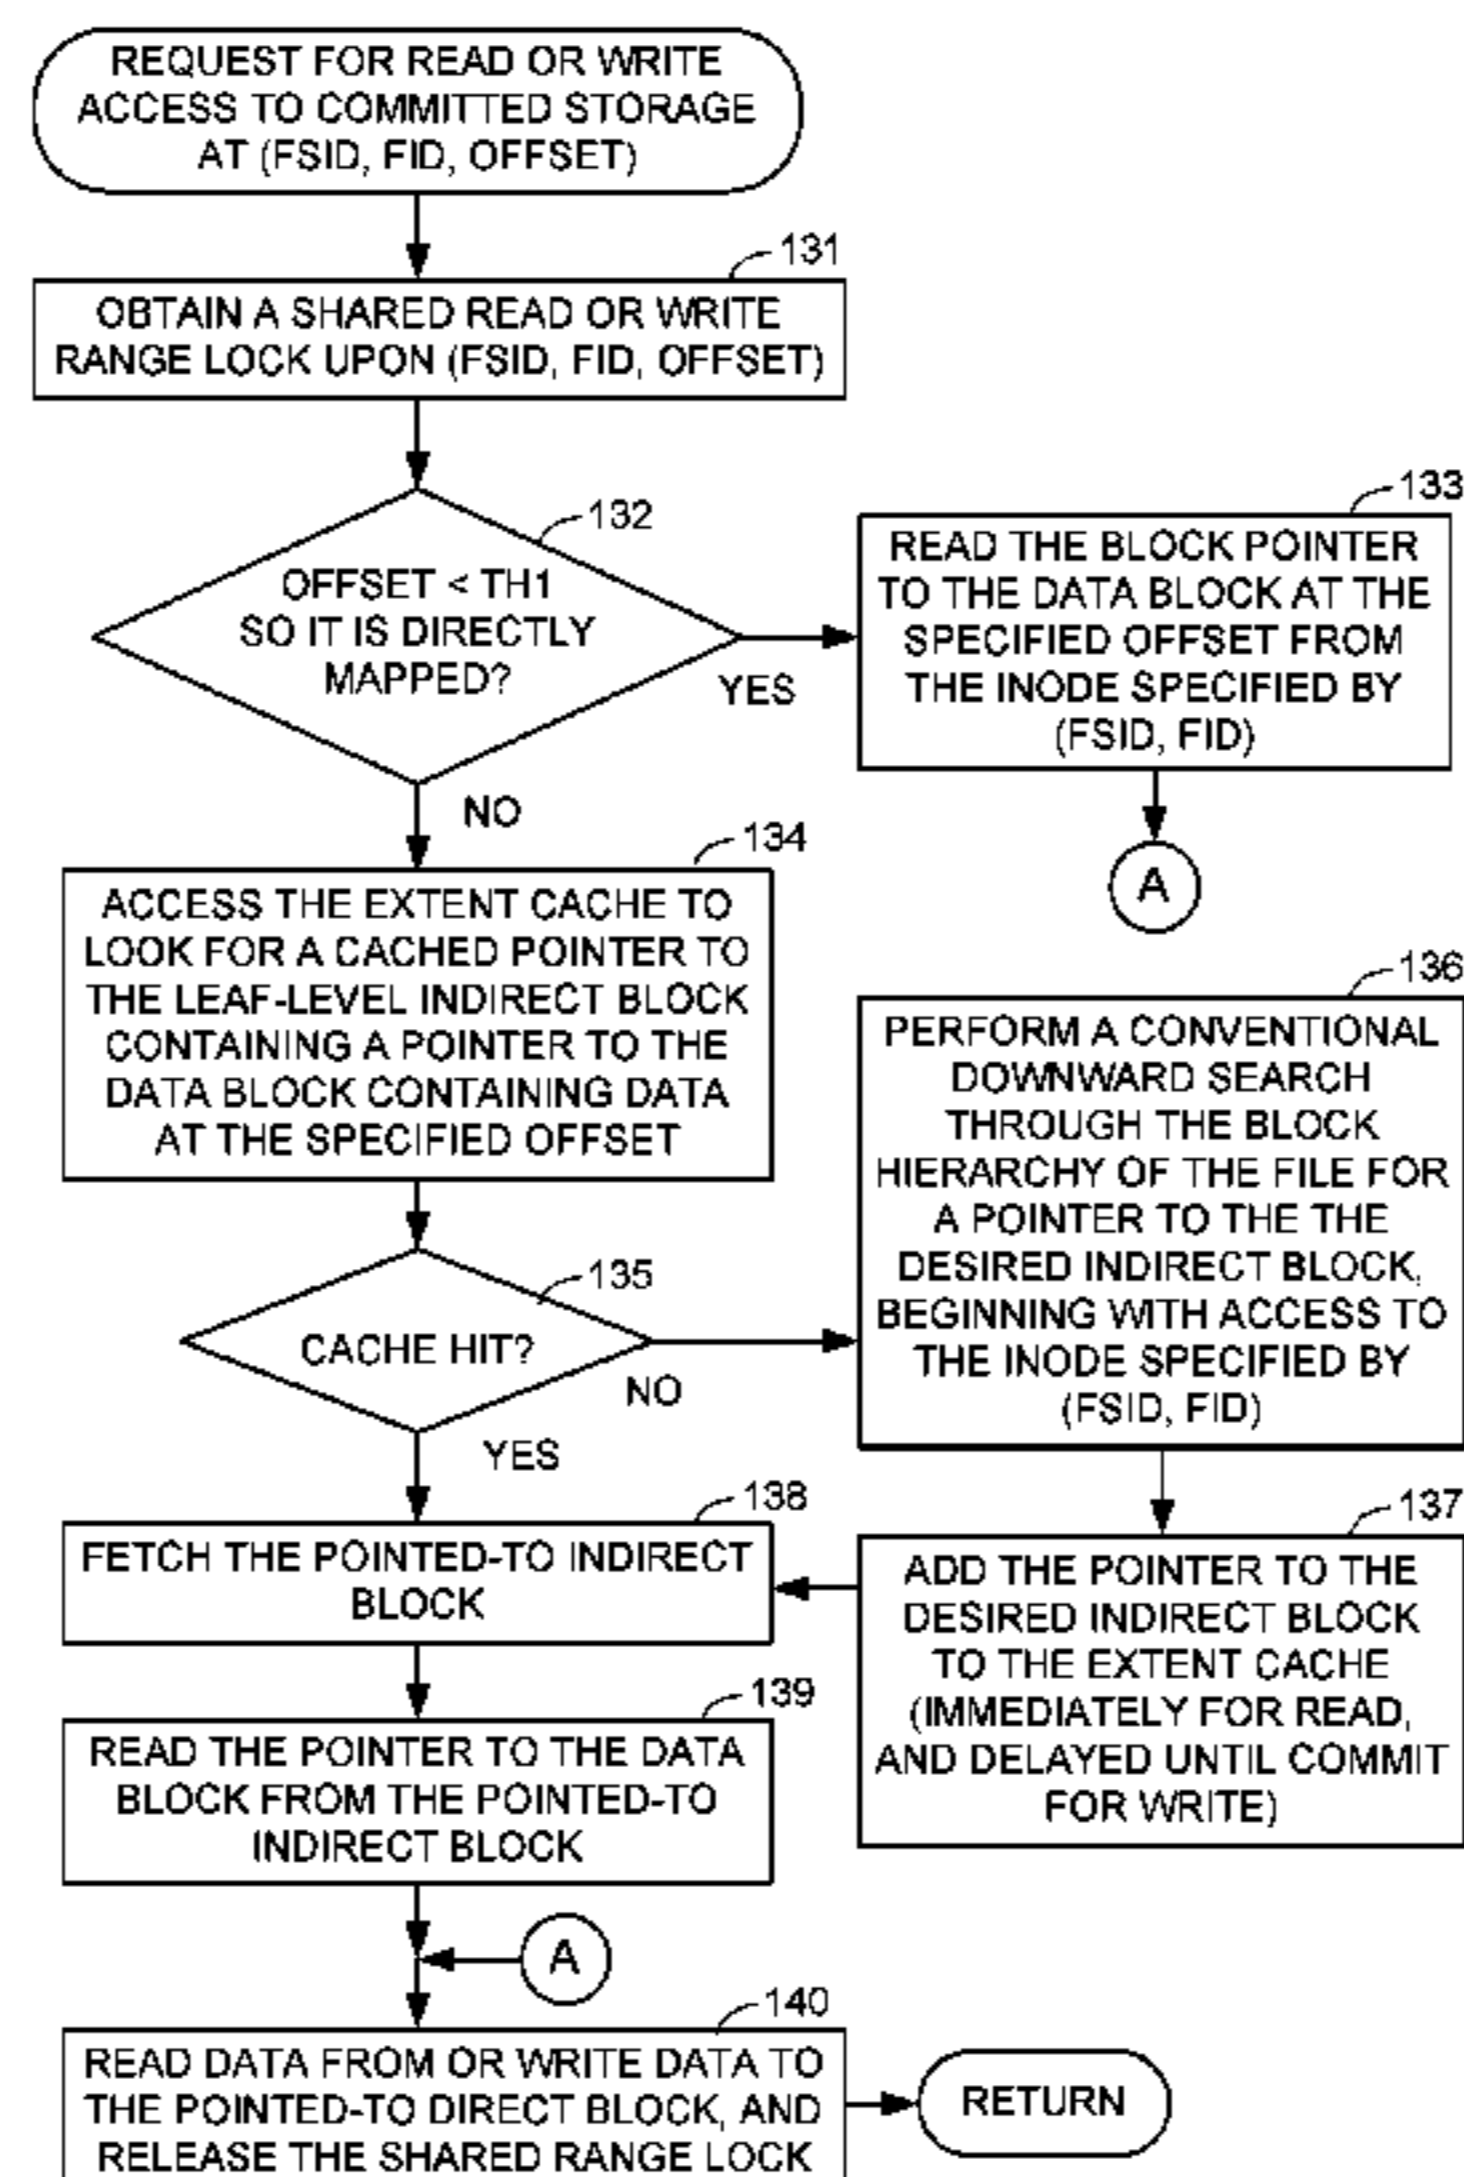 REQUEST FOR READ OR WRITE
ACCESS TO COMMITTED STORAGE
AT (FSID, FID, OFFSET)
131
OBTAIN A SHARED READ OR WRITE
RANGE LOCK UPON (FSID, FID, OFFSET)
132
OFFSET < TH1
SO IT IS DIRECTLY
MAPPED?
YES
NO
133
READ THE BLOCK POINTER
TO THE DATA BLOCK AT THE
SPECIFIED OFFSET FROM
THE INODE SPECIFIED BY
(FSID, FID)
A
134
ACCESS THE EXTENT CACHE TO
LOOK FOR A CACHED POINTER TO
THE LEAF-LEVEL INDIRECT BLOCK
CONTAINING A POINTER TO THE
DATA BLOCK CONTAINING DATA
AT THE SPECIFIED OFFSET
135
CACHE HIT?
NO
YES
136
PERFORM A CONVENTIONAL
DOWNWARD SEARCH
THROUGH THE BLOCK
HIERARCHY OF THE FILE FOR
A POINTER TO THE THE
DESIRED INDIRECT BLOCK,
BEGINNING WITH ACCESS TO
THE INODE SPECIFIED BY
(FSID, FID)
137
ADD THE POINTER TO THE
DESIRED INDIRECT BLOCK
TO THE EXTENT CACHE
(IMMEDIATELY FOR READ,
AND DELAYED UNTIL COMMIT
FOR WRITE)
138
FETCH THE POINTED-TO INDIRECT
BLOCK
139
READ THE POINTER TO THE DATA
BLOCK FROM THE POINTED-TO
INDIRECT BLOCK
A
140
READ DATA FROM OR WRITE DATA TO
THE POINTED-TO DIRECT BLOCK, AND
RELEASE THE SHARED RANGE LOCK
RETURN